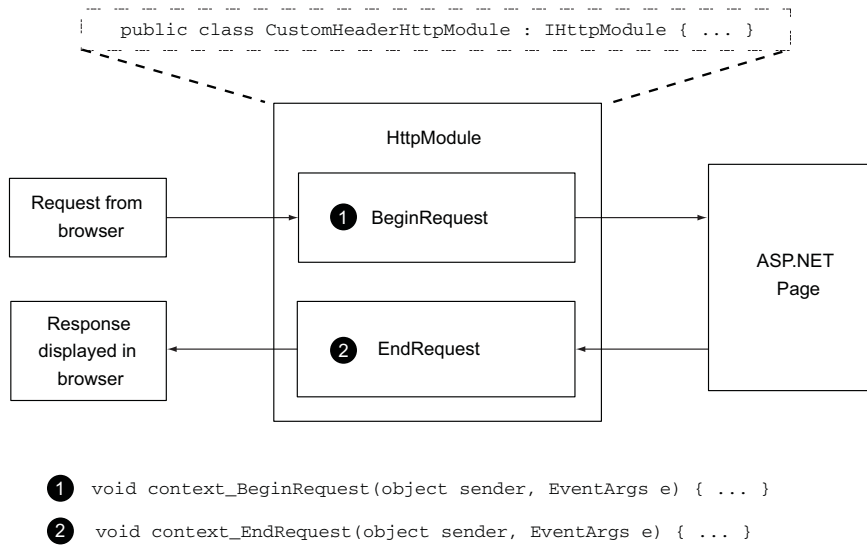 public class CustomHeaderHttpModule : IHttpModule { ... }
HttpModule
Request from
browser
1 BeginRequest
ASP.NET
Page
Response
displayed in
browser
2 EndRequest
1 void context_BeginRequest(object sender, EventArgs e) { ... }
2 void context_EndRequest(object sender, EventArgs e) { ... }